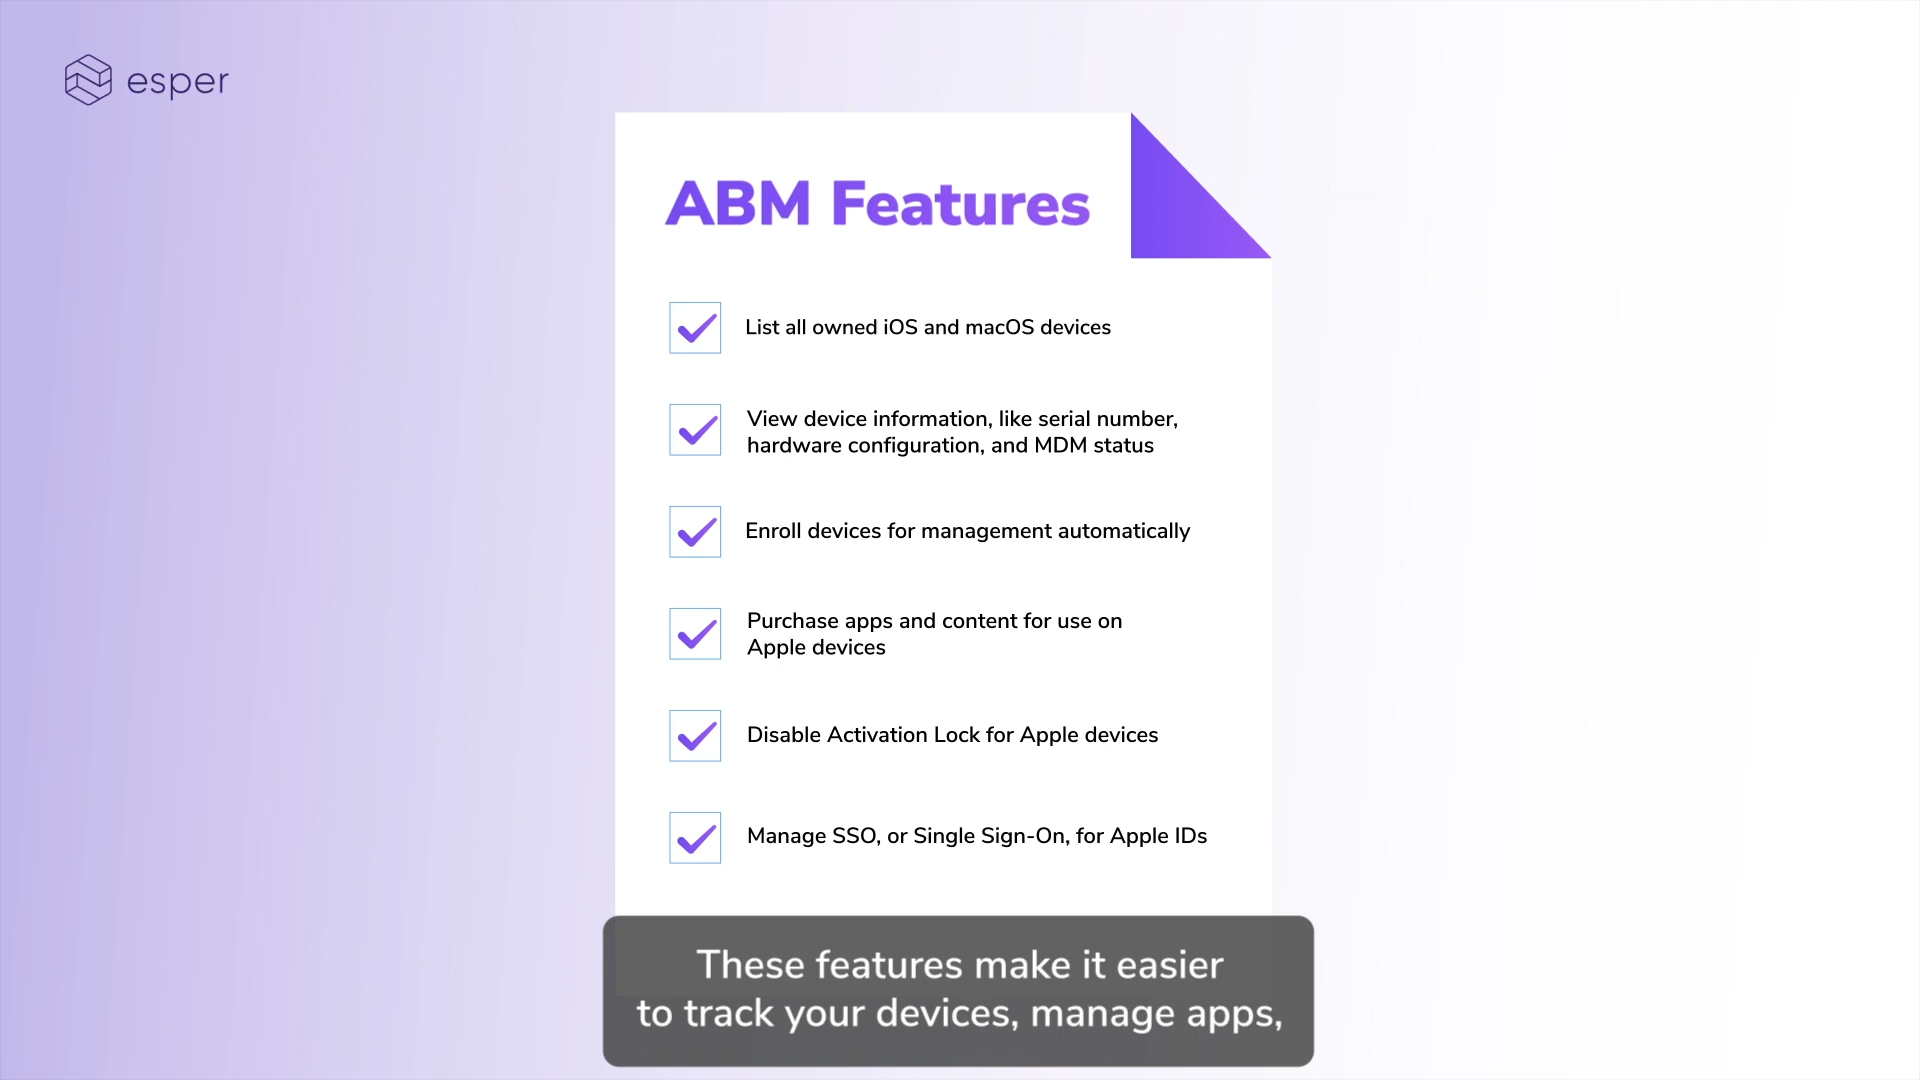 esper
ABM Features
List all owned iOS and macOS devices
View device information, like serial number,
hardware configuration, and MDM status
Enroll devices for management automatically
Purchase apps and content for use on
Apple devices
Disable Activation Lock for Apple devices
Manage SSO, or Single Sign-On, for Apple IDs
These features make it easier
to track your devices, manage apps,